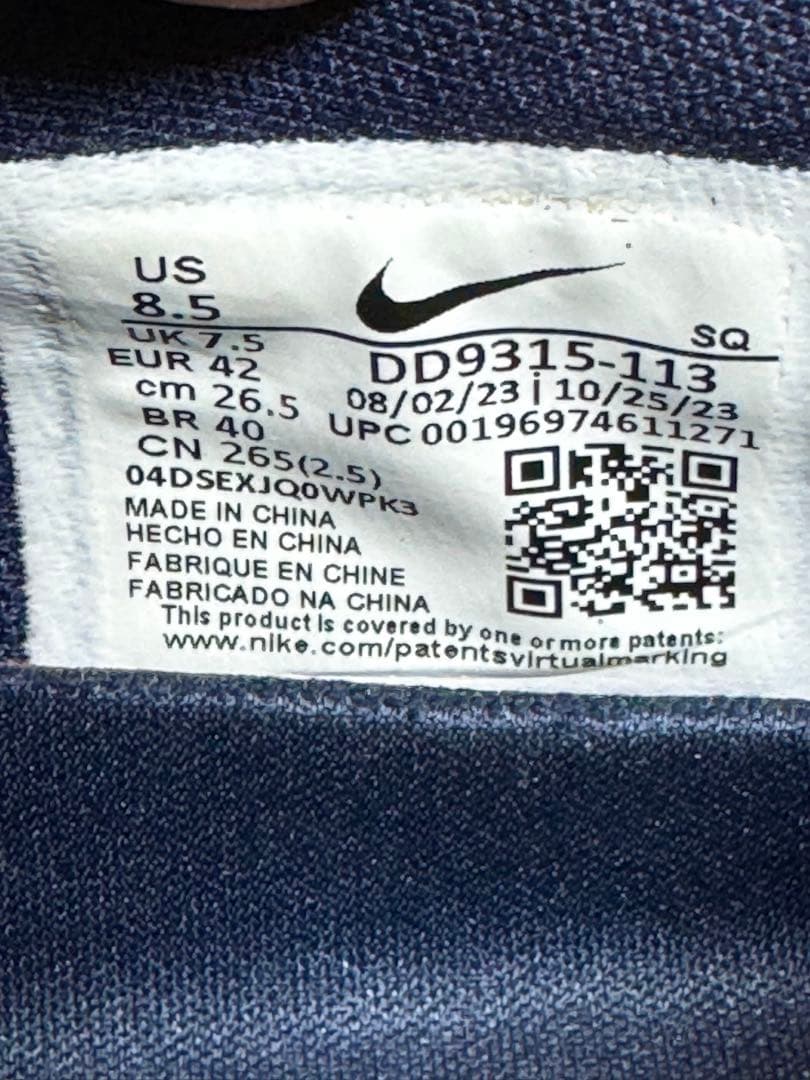 US
8.5
SQ
UK 7.5
EUR 42
cm 26.5
BR 40
CN 265(2.5)
DD9315-113
08/02/23 | 10/25/23
UPC 00196974611271
04DSEXJQ0WPK3
MADE IN CHINA
HECHO EN CHINA
FABRIQUE EN CHINE
FABRICADO NA CHINA
This product is covered by one or more patents:
www.nike.com/patentsvirtualmarking